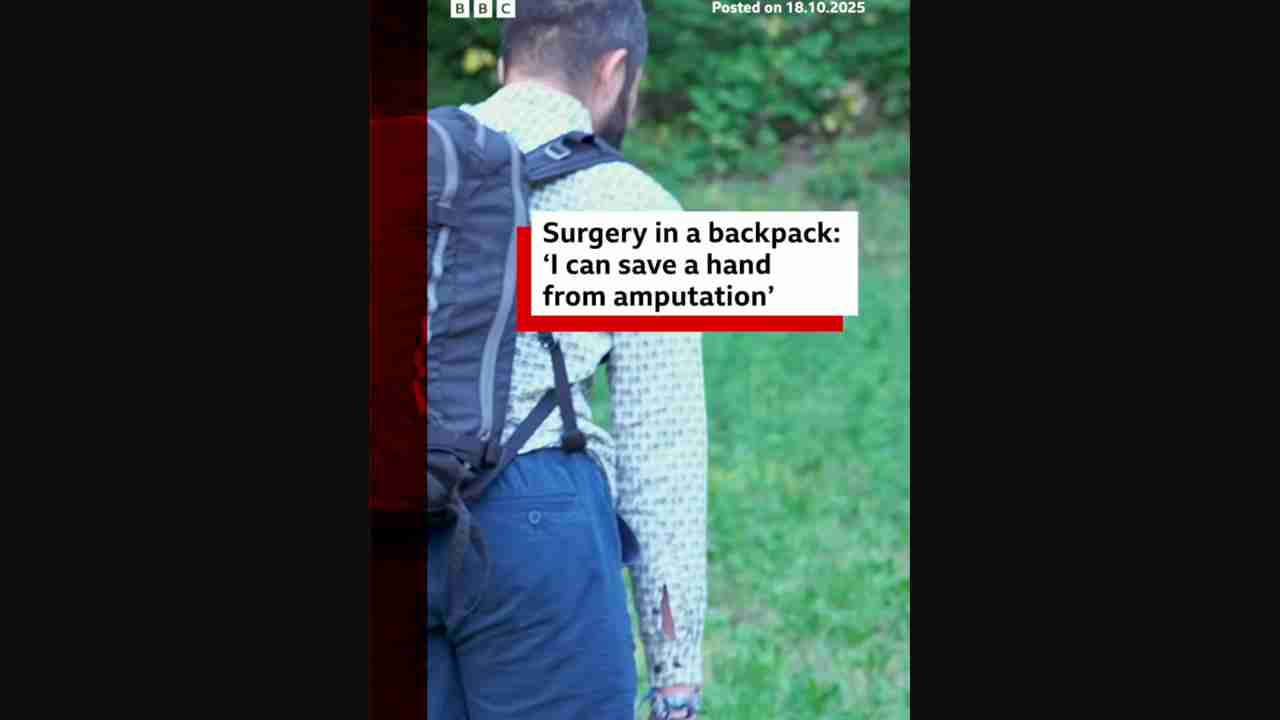 BBC
Posted on 18.10.2025
Surgery in a backpack:
‘I can save a hand
from amputation’